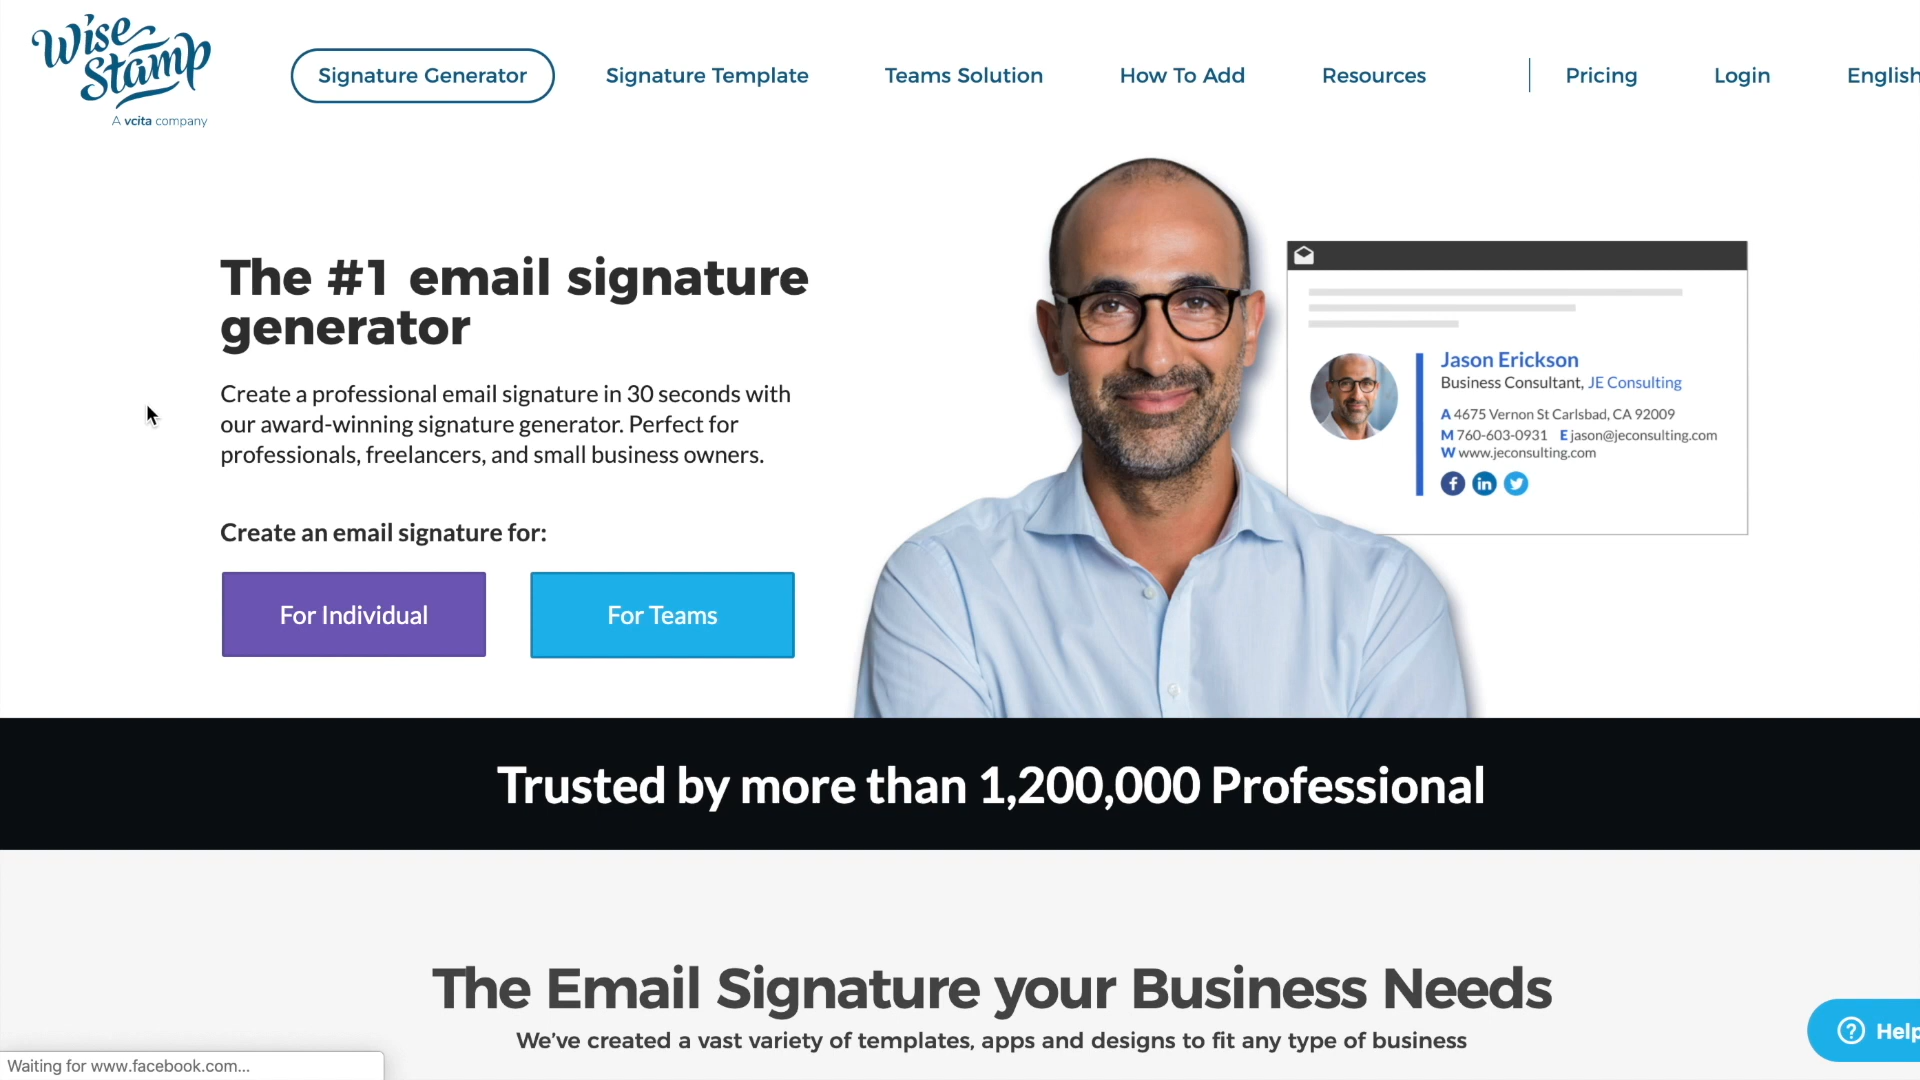 Wise
Stamp
A vcita company
Signature Generator
Signature Template
Teams Solution
How To Add
Resources
Pricing
Login
English
The #1 email signature
generator
Create a professional email signature in 30 seconds with
our award-winning signature generator. Perfect for
professionals, freelancers, and small business owners.
Create an email signature for:
For Individual
For Teams
Jason Erickson
Business Consultant, JE Consulting
A 4675 Vernon St Carlsbad, CA 92009
M 760-603-0931 E jason@jeconsulting.com
W www.jeconsulting.com
f in
Trusted by more than 1,200,000 Professional
The Email Signature your Business Needs
We've created a vast variety of templates, apps and designs to fit any type of business
? Help
Waiting for www.facebook.com...